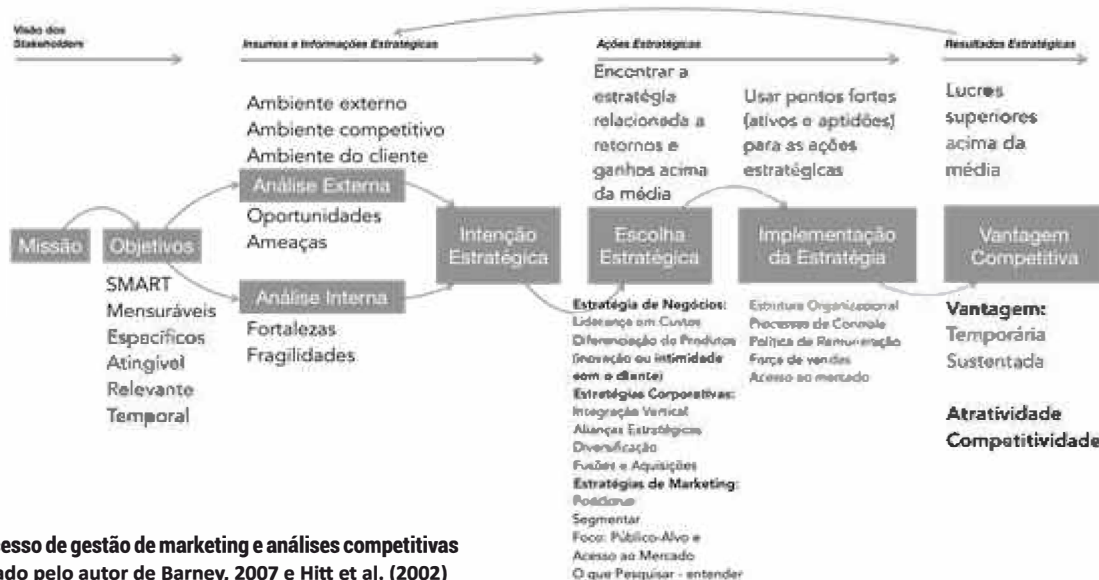 Visão dos
Stakeholders
Insumos e Informações Estratégicas
Ações Estratégicas
Resultados Estratégicos
Ambiente externo
Ambiente competitivo
Ambiente do cliente
Análise Externa
Oportunidades
Ameaças
Missão
Objetivos
SMART
Mensuráveis
Específicos
Atingível
Relevante
Temporal
Análise Interna
Fortalezas
Fragilidades
Intenção
Estratégica
Encontrar a
estratégia
relacionada a
retornos e
ganhos acima
da média
Escolha
Estratégica
Estratégia de Negócios:
Liderança em Custos
Diferenciação de Produtos
(inovação ou intimidade
com o cliente)
Estratégias Corporativas:
Integração Vertical
Alianças Estratégicas
Diversificação
Fusões e Aquisições
Estratégias de Marketing:
Posicionar
Segmentar
Foco: Público-Alvo e
Acesso ao Mercado
O que Pesquisar - entender
Usar pontos fortes
(ativos e aptidões)
para as ações
estratégicas
Implementação
da Estratégia
Estrutura Organizacional
Processos de Controle
Política de Remuneração
Força de vendas
Acesso ao mercado
Lucros
superiores
acima da
média
Vantagem
Competitiva
Vantagem:
Temporária
Sustentada
Atratividade
Competitividade
esso de gestão de marketing e análises competitivas
ado pelo autor de Barney, 2007 e Hitt et al. (2002)